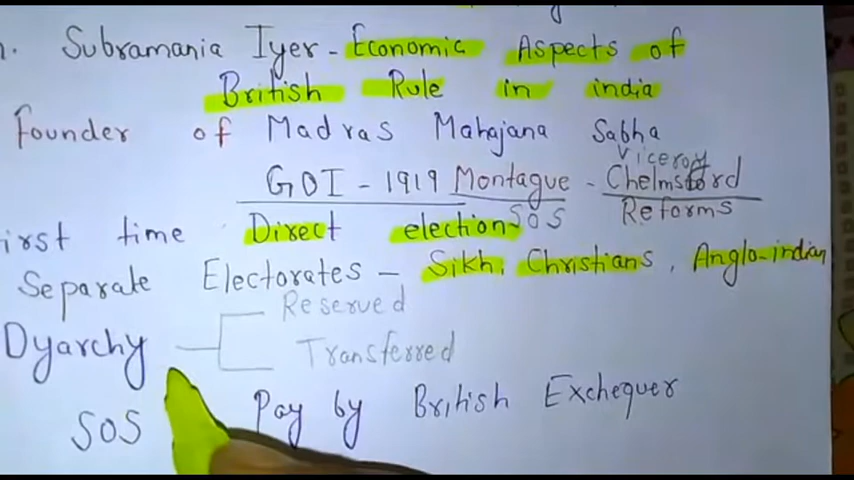 Subramania Iyer - Economic Aspects of
British Rule in india
Founder of Madras Mahajana Sabha
Viceroy
GOI - 1919 Montague - Chelmsford
SOS Reforms
irst time Direct election
Separate Electorates - Sikh, Christians, Anglo-indian
Reserved
Dyarchy
Transferred
SOS Pay by British Exchequer